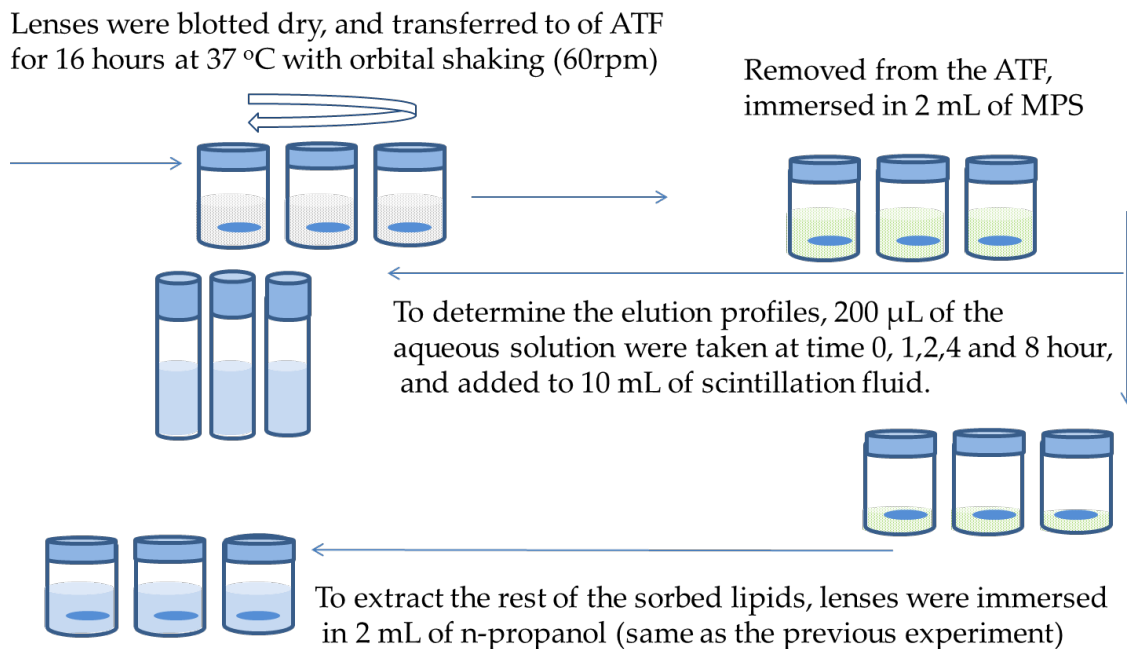 Lenses were blotted dry, and transferred to of ATF
for 16 hours at 37 ºC with orbital shaking (60rpm)
Removed from the ATF,
immersed in 2 mL of MPS
To determine the elution profiles, 200 µL of the
aqueous solution were taken at time 0, 1,2,4 and 8 hour,
and added to 10 mL of scintillation fluid.
To extract the rest of the sorbed lipids, lenses were immersed
in 2 mL of n-propanol (same as the previous experiment)